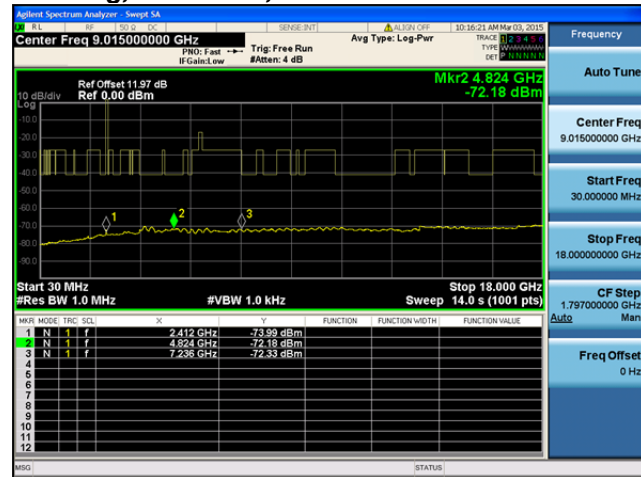 Agilent Spectrum Analyzer - Swept SA
RL RF 50 Ω DC SENSE:INT ALIGN OFF 10:16:21 AM Mar 03, 2015
Center Freq 9.015000000 GHz
PNO: Fast
IFGain:Low
Trig: Free Run
#Atten: 4 dB
Avg Type: Log-Pwr
TRACE 1 2 3 4 5 6
TYPE
DET P N N N N N
Ref Offset 11.97 dB
10 dB/div Ref 0.00 dBm
Log
Mkr2 4.824 GHz
-72.18 dBm
-10.0
-20.0
-30.0
-40.0
-50.0
-60.0
-70.0
-80.0
-90.0
1
2
3
Start 30 MHz
Stop 18.000 GHz
#Res BW 1.0 MHz #VBW 1.0 kHz Sweep 14.0 s (1001 pts)
MKR MODE TRC SCL X Y FUNCTION FUNCTION WIDTH FUNCTION VALUE
1 N 1 f 2.412 GHz -73.99 dBm
2 N 1 f 4.824 GHz -72.18 dBm
3 N 1 f 7.236 GHz -72.33 dBm
4
5
6
7
8
9
10
11
12
MSG STATUS
Frequency
Auto Tune
Center Freq
9.015000000 GHz
Start Freq
30.000000 MHz
Stop Freq
18.000000000 GHz
CF Step
1.797000000 GHz
Auto Man
Freq Offset
0 Hz